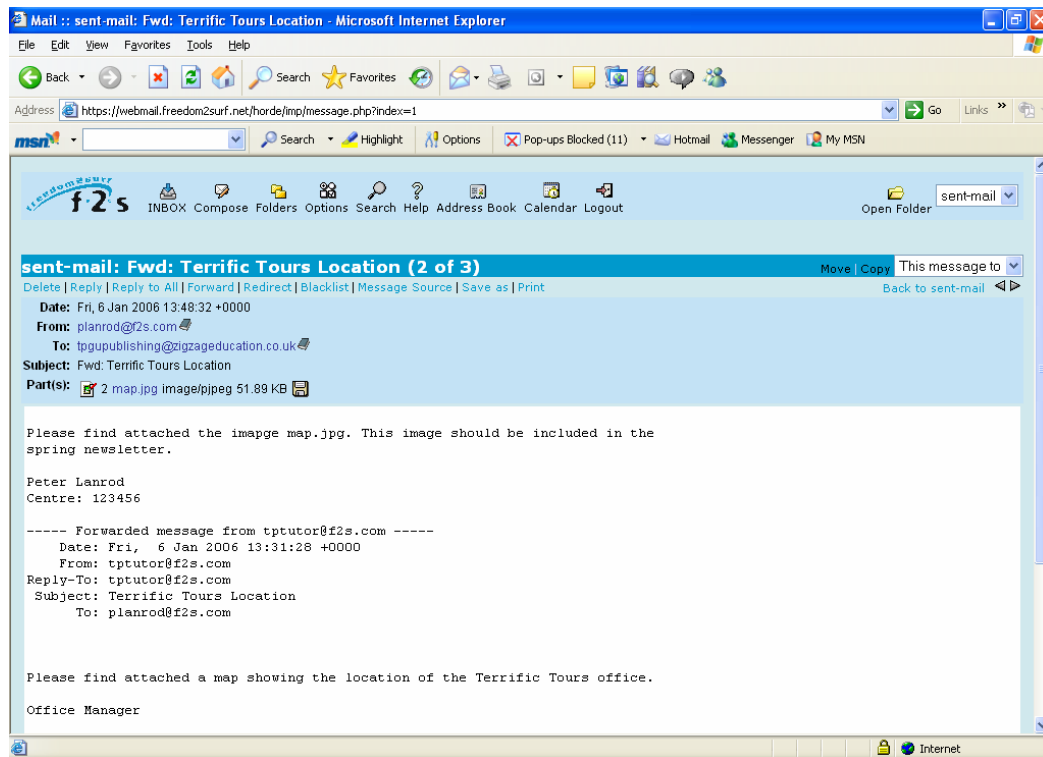 Mail :: sent-mail: Fwd: Terrific Tours Location - Microsoft Internet Explorer
File Edit View Favorites Tools Help
Back Search Favorites
Address https://webmail.freedom2surf.net/horde/imp/message.php?index=1 Go Links »
msn Search Highlight Options Pop-ups Blocked (11) Hotmail Messenger My MSN
freedom2surf
f·2·s INBOX Compose Folders Options Search Help Address Book Calendar Logout Open Folder sent-mail
sent-mail: Fwd: Terrific Tours Location (2 of 3) Move | Copy This message to
Delete | Reply | Reply to All | Forward | Redirect | Blacklist | Message Source | Save as | Print Back to sent-mail
Date: Fri, 6 Jan 2006 13:48:32 +0000
From: planrod@f2s.com
To: tpgupublishing@zigzageducation.co.uk
Subject: Fwd: Terrific Tours Location
Part(s): 2 map.jpg image/pjpeg 51.89 KB
Please find attached the imapge map.jpg. This image should be included in the
spring newsletter.
Peter Lanrod
Centre: 123456
----- Forwarded message from tptutor@f2s.com -----
Date: Fri, 6 Jan 2006 13:31:28 +0000
From: tptutor@f2s.com
Reply-To: tptutor@f2s.com
Subject: Terrific Tours Location
To: planrod@f2s.com
Please find attached a map showing the location of the Terrific Tours office.
Office Manager
Internet